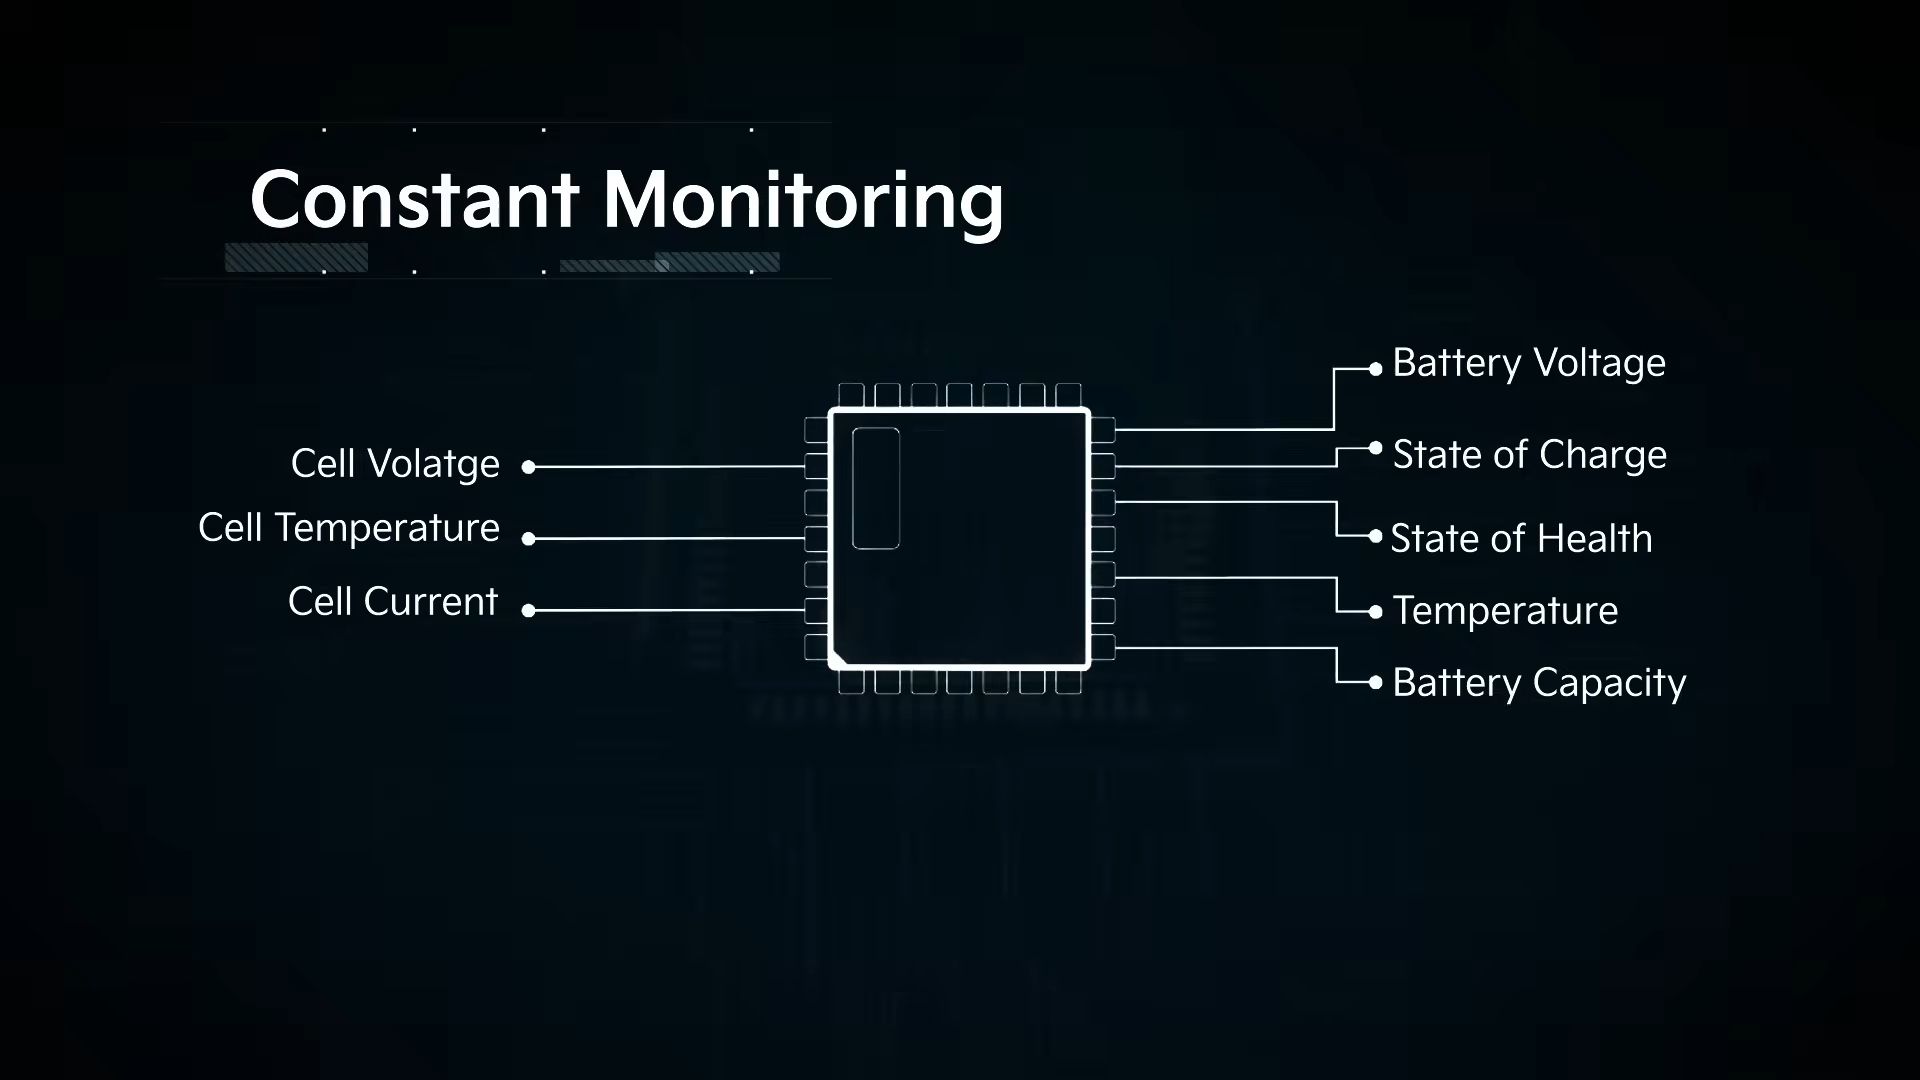 Constant Monitoring
Cell Volatge
Cell Temperature
Cell Current
Battery Voltage
State of Charge
State of Health
Temperature
Battery Capacity